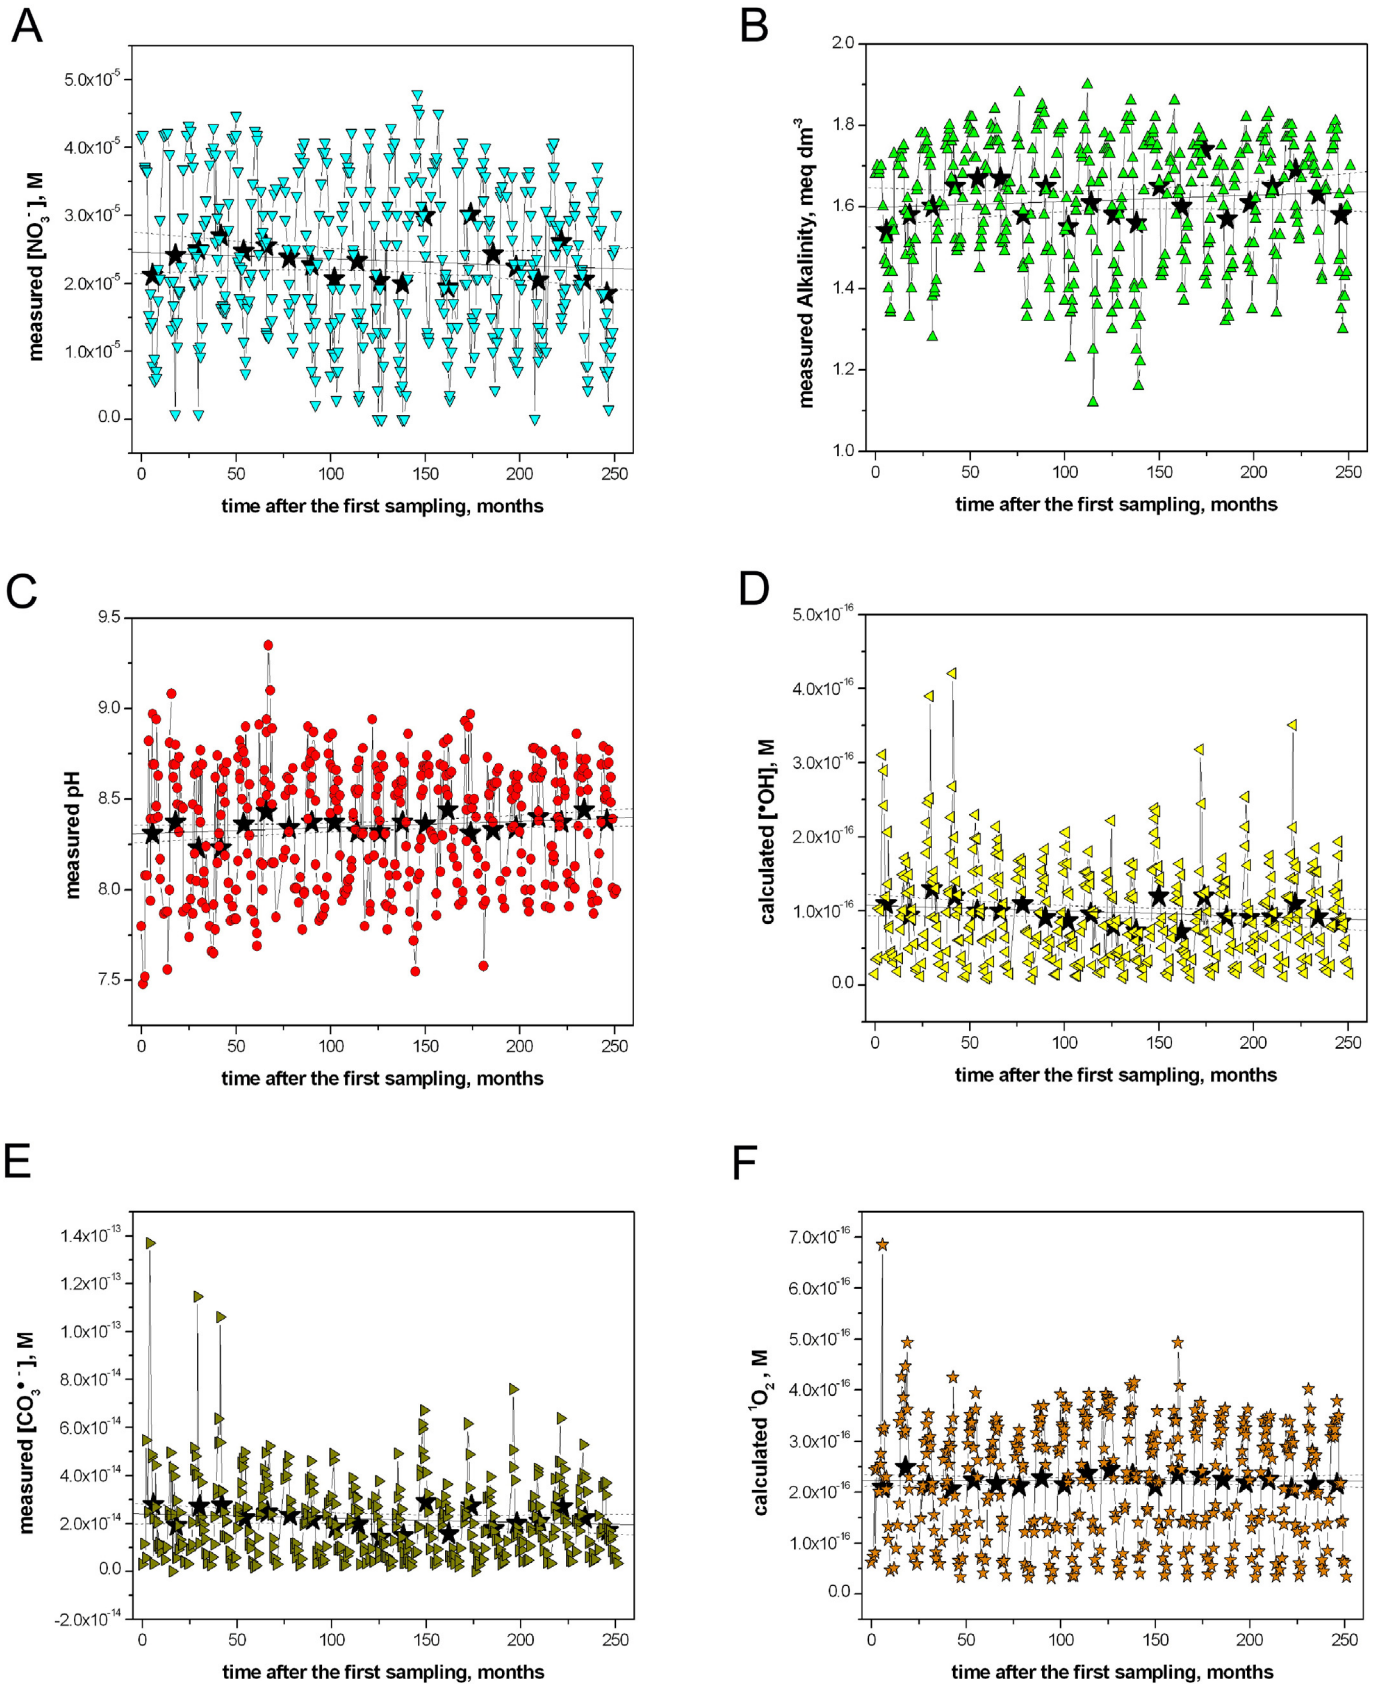 A
5.0x10⁻⁵
4.0x10⁻⁵
3.0x10⁻⁵
2.0x10⁻⁵
1.0x10⁻⁵
0.0
measured [NO₃⁻], M
0 50 100 150 200 250
time after the first sampling, months
B
2.0
1.8
1.6
1.4
1.2
1.0
measured Alkalinity, meq dm⁻³
0 50 100 150 200 250
time after the first sampling, months
C
9.5
9.0
8.5
8.0
7.5
measured pH
0 50 100 150 200 250
time after the first sampling, months
D
5.0x10⁻¹⁶
4.0x10⁻¹⁶
3.0x10⁻¹⁶
2.0x10⁻¹⁶
1.0x10⁻¹⁶
0.0
calculated [•OH], M
0 50 100 150 200 250
time after the first sampling, months
E
1.4x10⁻¹³
1.2x10⁻¹³
1.0x10⁻¹³
8.0x10⁻¹⁴
6.0x10⁻¹⁴
4.0x10⁻¹⁴
2.0x10⁻¹⁴
0.0
-2.0x10⁻¹⁴
measured [CO₃•⁻], M
0 50 100 150 200 250
time after the first sampling, months
F
7.0x10⁻¹⁶
6.0x10⁻¹⁶
5.0x10⁻¹⁶
4.0x10⁻¹⁶
3.0x10⁻¹⁶
2.0x10⁻¹⁶
1.0x10⁻¹⁶
0.0
calculated ¹O₂, M
0 50 100 150 200 250
time after the first sampling, months